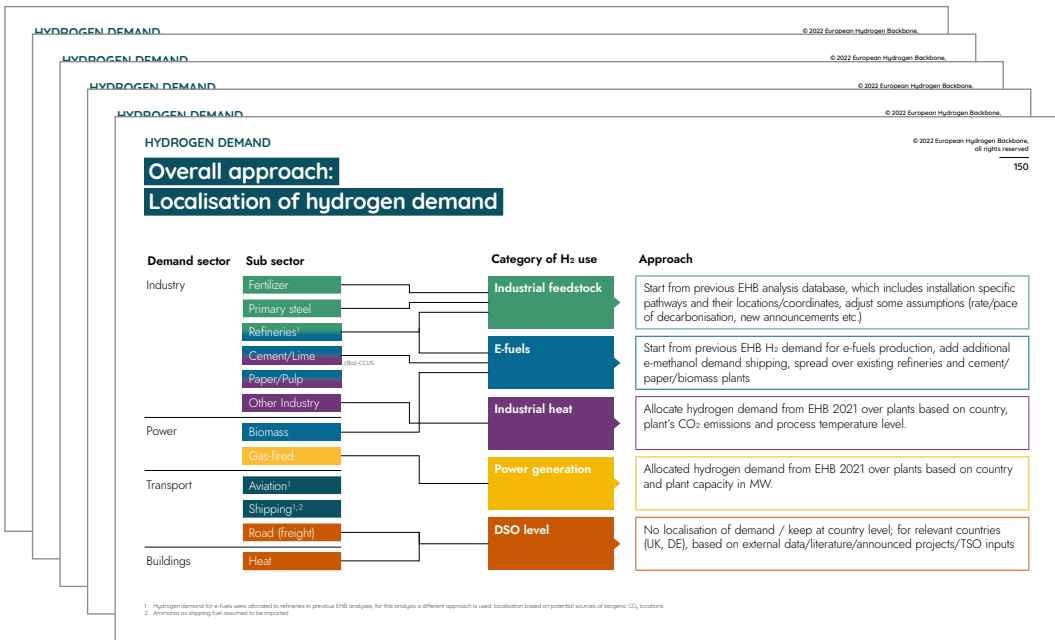 HYDROGEN DEMAND
© 2022 European Hydrogen Backbone,
HYDROGEN DEMAND
© 2022 European Hydrogen Backbone,
HYDROGEN DEMAND
© 2022 European Hydrogen Backbone,
HYDROGEN DEMAND
© 2022 European Hydrogen Backbone,
HYDROGEN DEMAND
© 2022 European Hydrogen Backbone,
all rights reserved
150
Overall approach:
Localisation of hydrogen demand
Demand sector
Sub sector
Category of H₂ use
Approach
Industry
Fertilizer
Primary steel
Refineries¹
Cement/Lime
(Bio)-CCUS
Paper/Pulp
Other Industry
Power
Biomass
Gas-fired
Transport
Aviation¹
Shipping¹,²
Road (freight)
Buildings
Heat
Industrial feedstock
Start from previous EHB analysis database, which includes installation specific
pathways and their locations/coordinates, adjust some assumptions (rate/pace
of decarbonisation, new announcements etc.)
E-fuels
Start from previous EHB H₂ demand for e-fuels production, add additional
e-methanol demand shipping, spread over existing refineries and cement/
paper/biomass plants
Industrial heat
Allocate hydrogen demand from EHB 2021 over plants based on country,
plant's CO₂ emissions and process temperature level.
Power generation
Allocated hydrogen demand from EHB 2021 over plants based on country
and plant capacity in MW.
DSO level
No localisation of demand / keep at country level; for relevant countries
(UK, DE), based on external data/literature/announced projects/TSO inputs
1 Hydrogen demand for e-fuels were allocated to refineries in previous EHB analyses, for this analysis a different approach is used: localisation based on potential sources of biogenic CO₂ locations.
2 Ammonia as shipping fuel assumed to be imported